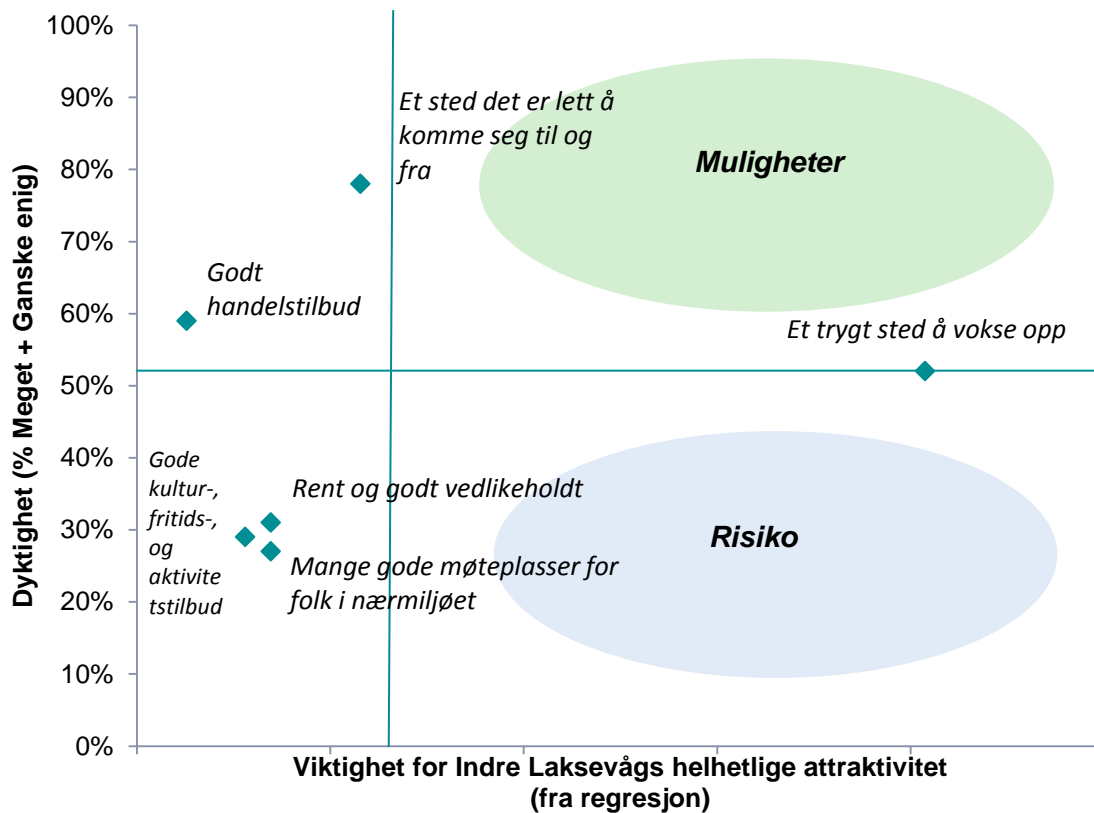 100%
90%
80%
70%
60%
50%
40%
30%
20%
10%
0%
Dyktighet (% Meget + Ganske enig)
Et sted det er lett å
komme seg til og
fra
Muligheter
Godt
handelstilbud
Et trygt sted å vokse opp
Gode
kultur-,
fritids-,
og
aktivite
tstilbud
Rent og godt vedlikeholdt
Mange gode møteplasser for
folk i nærmiljøet
Risiko
Viktighet for Indre Laksevågs helhetlige attraktivitet
(fra regresjon)